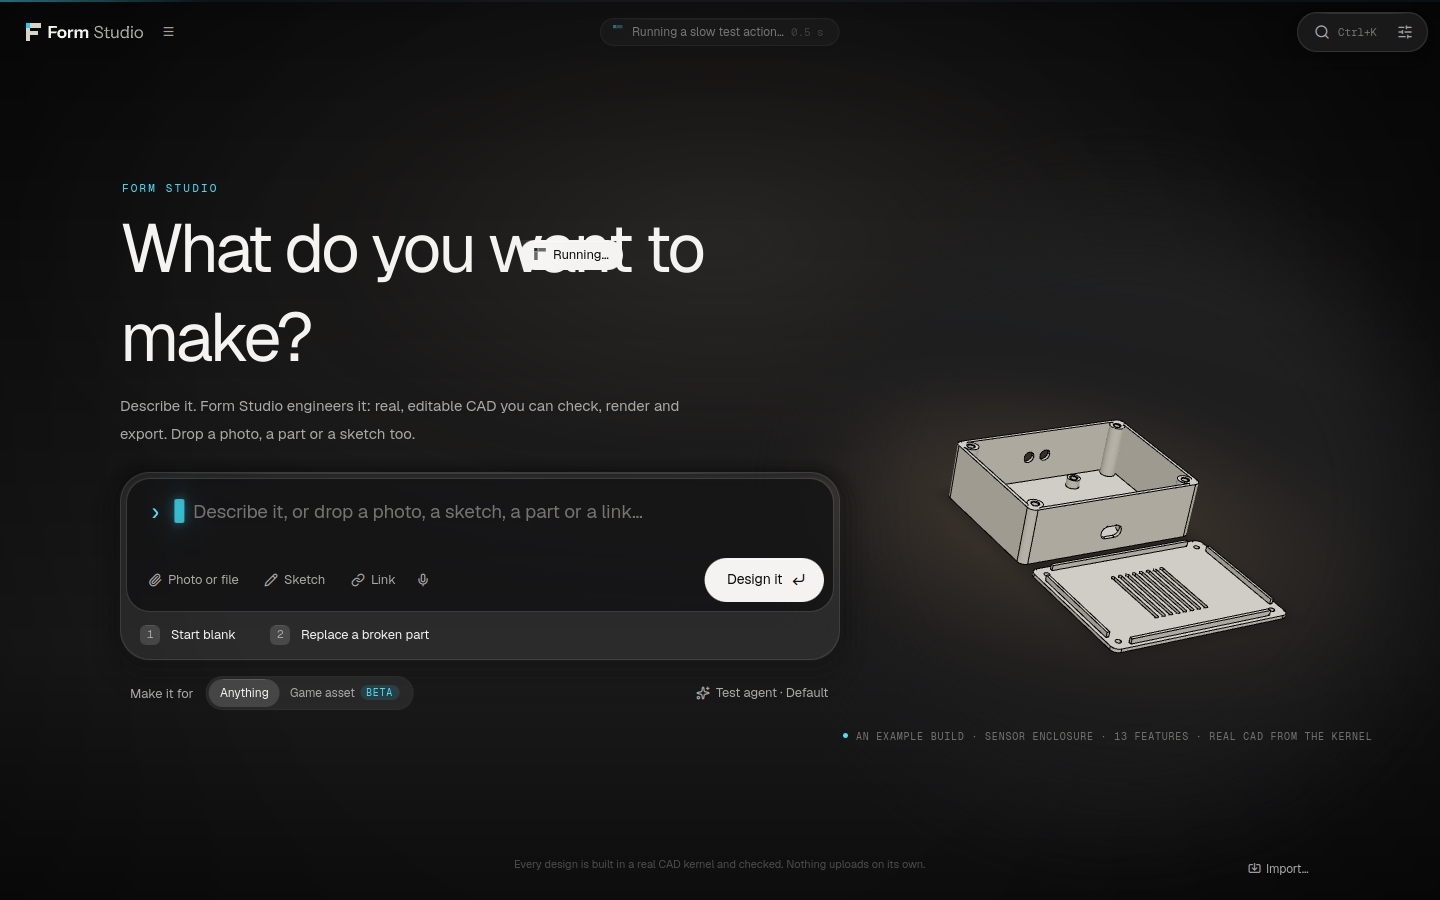 Form Studio
Running a slow test action... 0.5 s
Ctrl+K
FORM STUDIO
What do you want to
Running...
make?
Describe it. Form Studio engineers it: real, editable CAD you can check, render and
export. Drop a photo, a part or a sketch too.
Describe it, or drop a photo, a sketch, a part or a link...
Photo or file
Sketch
Link
Design it
1 Start blank
2 Replace a broken part
Make it for
Anything
Game asset BETA
Test agent · Default
AN EXAMPLE BUILD · SENSOR ENCLOSURE · 13 FEATURES · REAL CAD FROM THE KERNEL
Every design is built in a real CAD kernel and checked. Nothing uploads on its own.
Import...